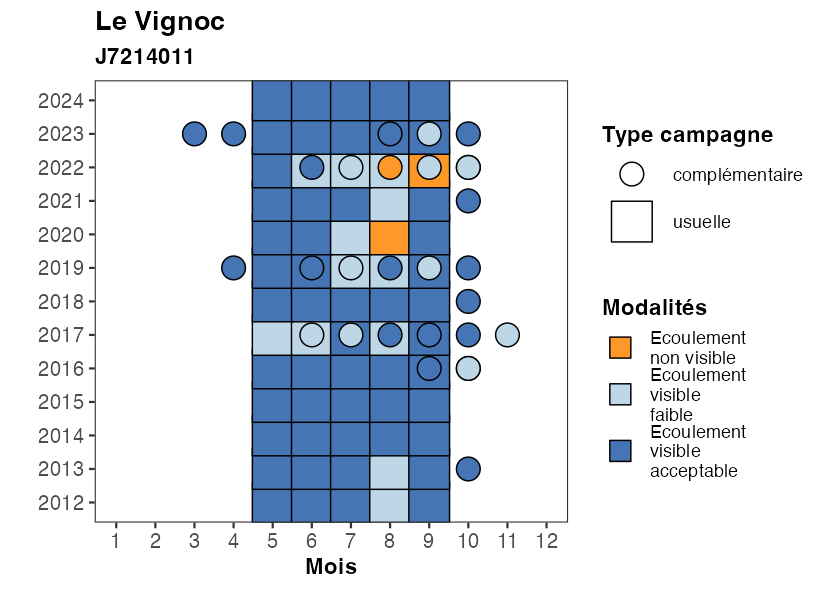 Le Vignoc
J7214011
2024
2023
2022
2021
2020
2019
2018
2017
2016
2015
2014
2013
2012
1 2 3 4 5 6 7 8 9 10 11 12
Mois
Type campagne
complémentaire
usuelle
Modalités
Ecoulement
non visible
Ecoulement
visible
faible
Ecoulement
visible
acceptable